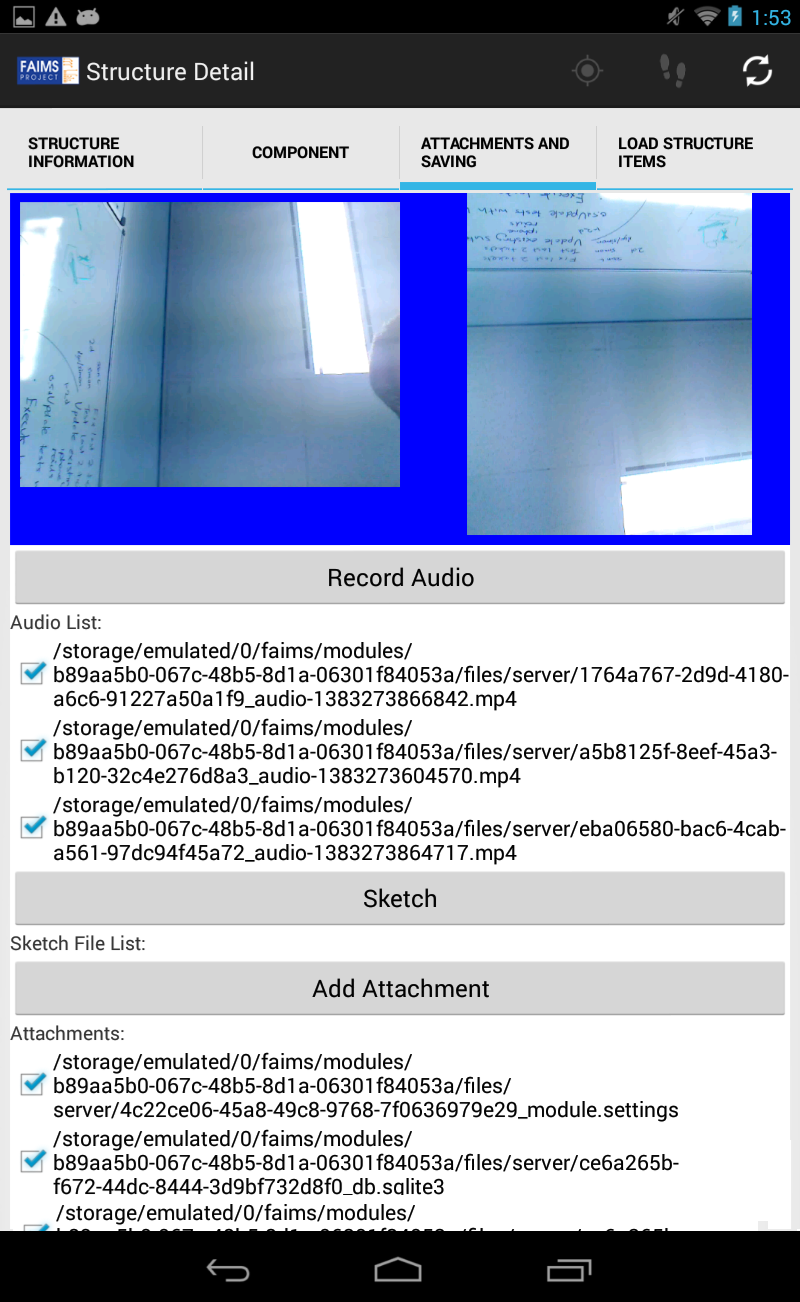 1:53
FAIMS
PROJECT
Structure Detail
STRUCTURE
INFORMATION
COMPONENT
ATTACHMENTS AND
SAVING
LOAD STRUCTURE
ITEMS
Record Audio
Audio List:
/storage/emulated/0/faims/modules/
b89aa5b0-067c-48b5-8d1a-06301f84053a/files/server/1764a767-2d9d-4180-
a6c6-91227a50a1f9_audio-1383273866842.mp4
/storage/emulated/0/faims/modules/
b89aa5b0-067c-48b5-8d1a-06301f84053a/files/server/a5b8125f-8eef-45a3-
b120-32c4e276d8a3_audio-1383273604570.mp4
/storage/emulated/0/faims/modules/
b89aa5b0-067c-48b5-8d1a-06301f84053a/files/server/eba06580-bac6-4cab-
a561-97dc94f45a72_audio-1383273864717.mp4
Sketch
Sketch File List:
Add Attachment
Attachments:
/storage/emulated/0/faims/modules/
b89aa5b0-067c-48b5-8d1a-06301f84053a/files/
server/4c22ce06-45a8-49c8-9768-7f0636979e29_module.settings
/storage/emulated/0/faims/modules/
b89aa5b0-067c-48b5-8d1a-06301f84053a/files/server/ce6a265b-
f672-44dc-8444-3d9bf732d8f0_db.sqlite3
/storage/emulated/0/faims/modules/